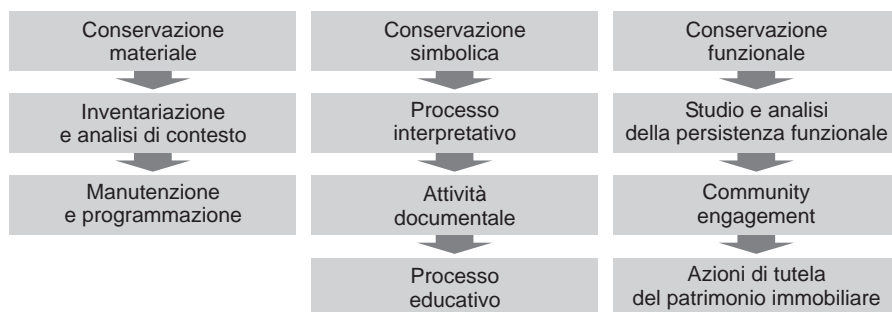 Conservazione
materiale
Inventariazione
e analisi di contesto
Manutenzione
e programmazione
Conservazione
simbolica
Processo
interpretativo
Attività
documentale
Processo
educativo
Conservazione
funzionale
Studio e analisi
della persistenza funzionale
Community
engagement
Azioni di tutela
del patrimonio immobiliare